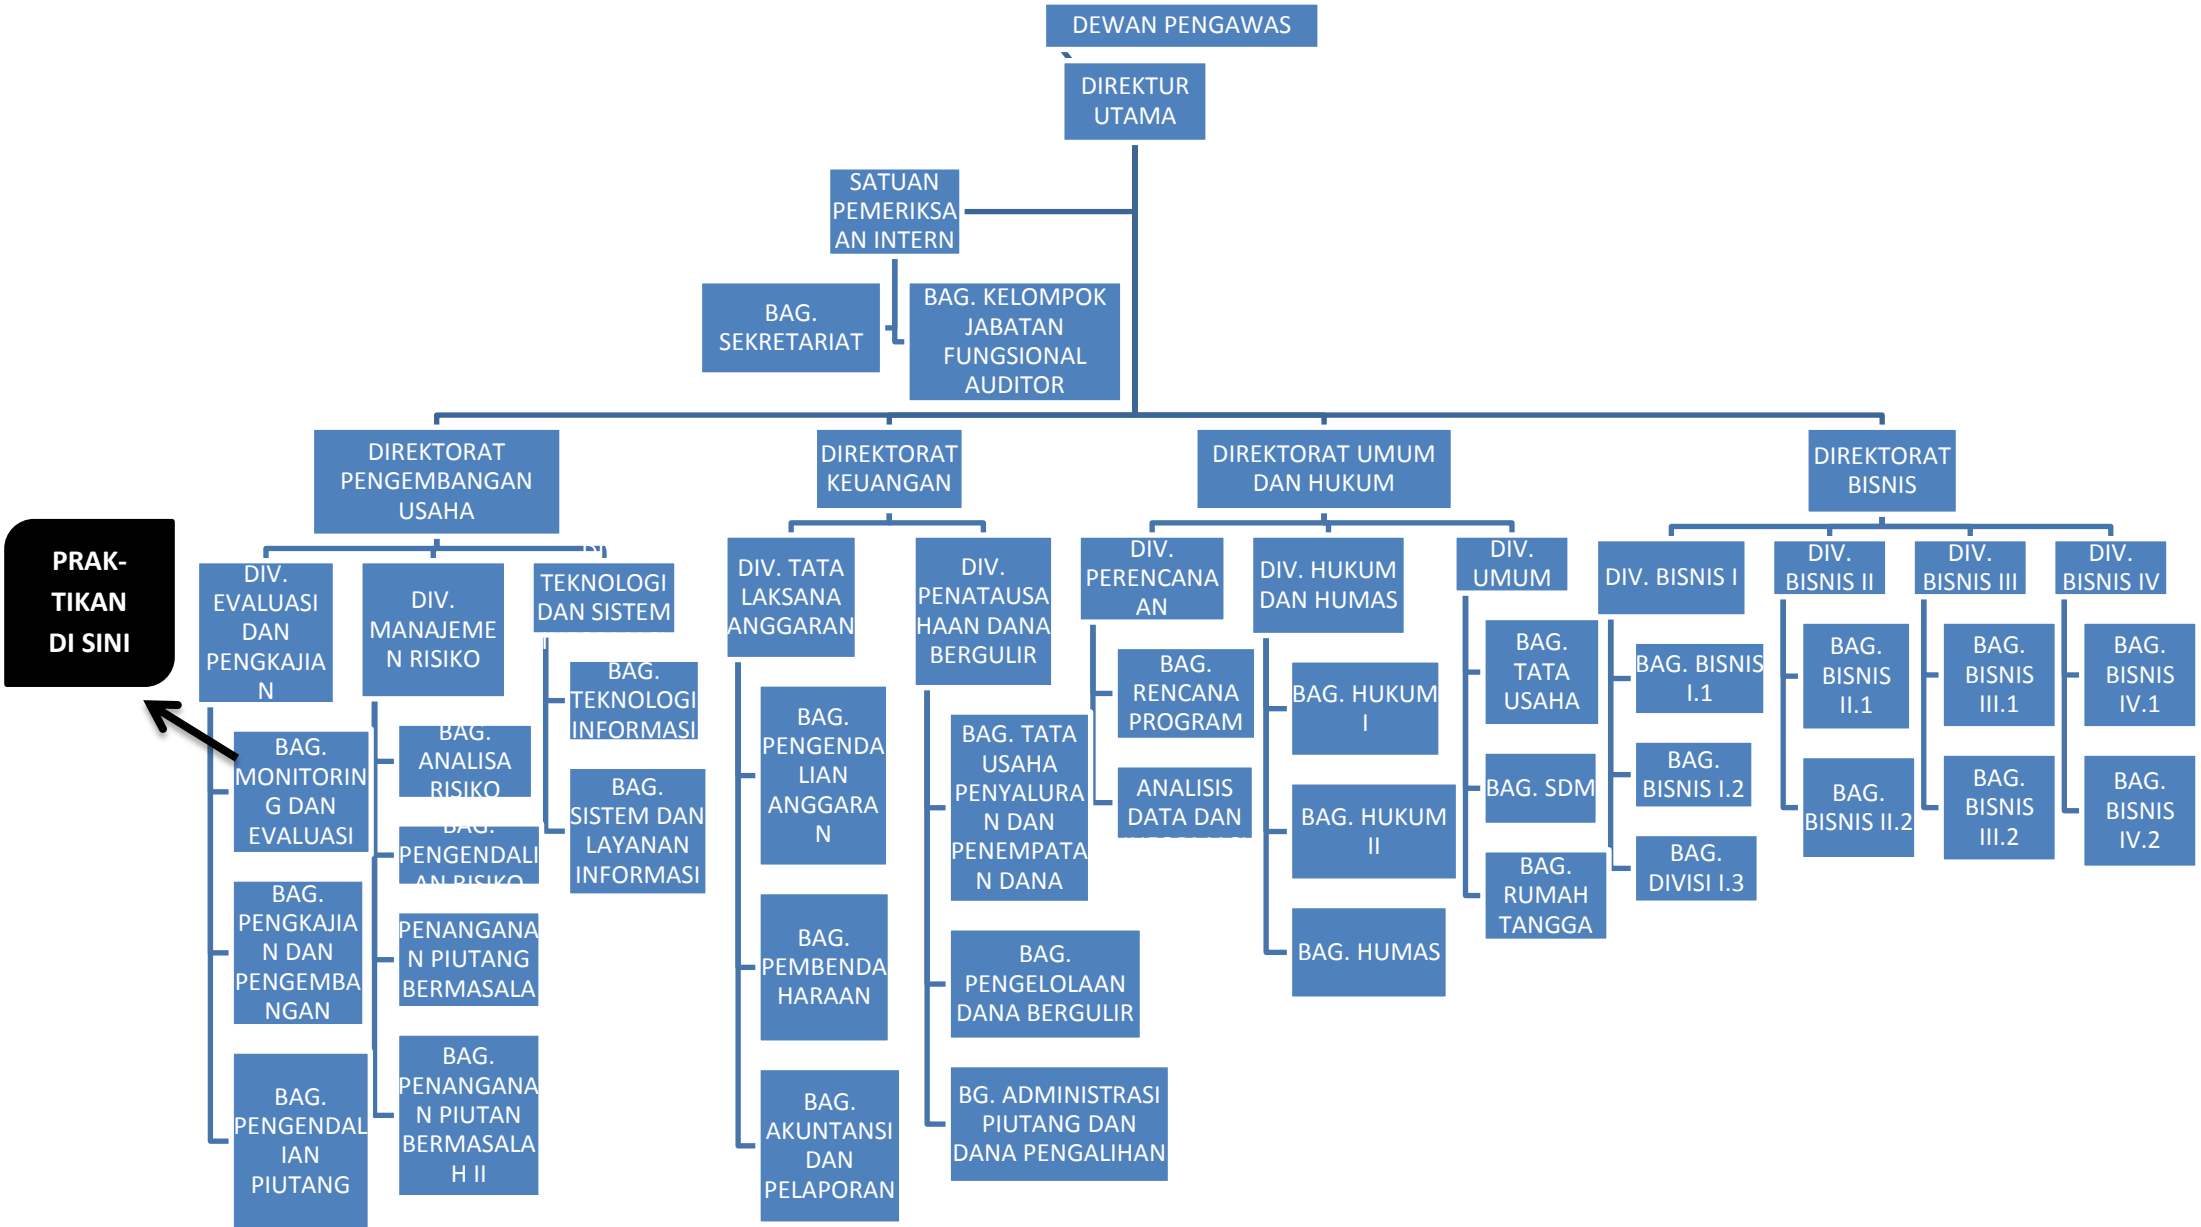 DEWAN PENGAWAS
DIREKTUR
UTAMA
SATUAN
PEMERIKSA
AN INTERN
BAG.
SEKRETARIAT
BAG. KELOMPOK
JABATAN
FUNGSIONAL
AUDITOR
DIREKTORAT
PENGEMBANGAN
USAHA
DIREKTORAT
KEUANGAN
DIREKTORAT UMUM
DAN HUKUM
DIREKTORAT
BISNIS
PRAK-
TIKAN
DI SINI
DIV.
EVALUASI
DAN
PENGKAJIA
N
BAG.
MONITORIN
G DAN
EVALUASI
BAG.
PENGKAJIA
N DAN
PENGEMBA
NGAN
BAG.
PENGENDAL
IAN
PIUTANG
DIV.
MANAJEME
N RISIKO
BAG.
ANALISA
RISIKO
BAG.
PENGENDALI
AN RISIKO
PENANGANA
N PIUTANG
BERMASALA
BAG.
PENANGANA
N PIUTAN
BERMASALA
H II
TEKNOLOGI
DAN SISTEM
BAG.
TEKNOLOGI
INFORMASI
BAG.
SISTEM DAN
LAYANAN
INFORMASI
DIV. TATA
LAKSANA
ANGGARAN
BAG.
PENGENDA
LIAN
ANGGARA
N
BAG.
PEMBENDA
HARAAN
BAG.
AKUNTANSI
DAN
PELAPORAN
DIV.
PENATAUSA
HAAN DANA
BERGULIR
BAG. TATA
USAHA
PENYALURA
N DAN
PENEMPATA
N DANA
BAG.
PENGELOLAAN
DANA BERGULIR
BG. ADMINISTRASI
PIUTANG DAN
DANA PENGALIHAN
DIV.
PERENCANA
AN
BAG.
RENCANA
PROGRAM
ANALISIS
DATA DAN
DIV. HUKUM
DAN HUMAS
BAG. HUKUM
I
BAG. HUKUM
II
BAG. HUMAS
DIV.
UMUM
BAG.
TATA
USAHA
BAG. SDM
BAG.
RUMAH
TANGGA
DIV. BISNIS I
BAG. BISNIS
I.1
BAG.
BISNIS I.2
BAG.
DIVISI I.3
DIV.
BISNIS II
BAG.
BISNIS
II.1
BAG.
BISNIS II.2
DIV.
BISNIS III
BAG.
BISNIS
III.1
BAG.
BISNIS
III.2
DIV.
BISNIS IV
BAG.
BISNIS
IV.1
BAG.
BISNIS
IV.2